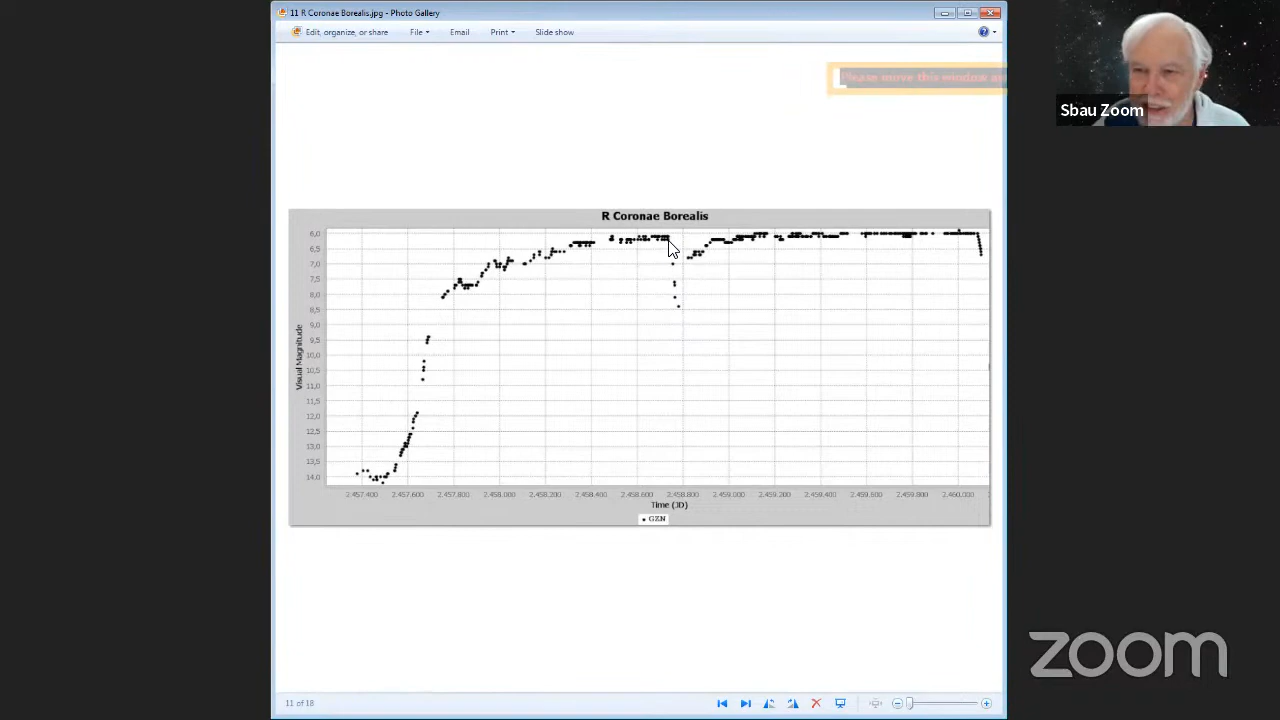 11 R Coronae Borealis.jpg - Photo Gallery
Edit, organize, or share File Email Print Slide show
Please move this window
Sbau Zoom
R Coronae Borealis
6,0
6,5
7,0
7,5
8,0
8,5
9,0
9,5
10,0
10,5
11,0
11,5
12,0
12,5
13,0
13,5
14,0
Visual Magnitude
2.457.400 2.457.600 2.457.800 2.458.000 2.458.200 2.458.400 2.458.600 2.458.800 2.459.000 2.459.200 2.459.400 2.459.600 2.459.800 2.460.000
Time (JD)
GZN
zoom
11 of 18